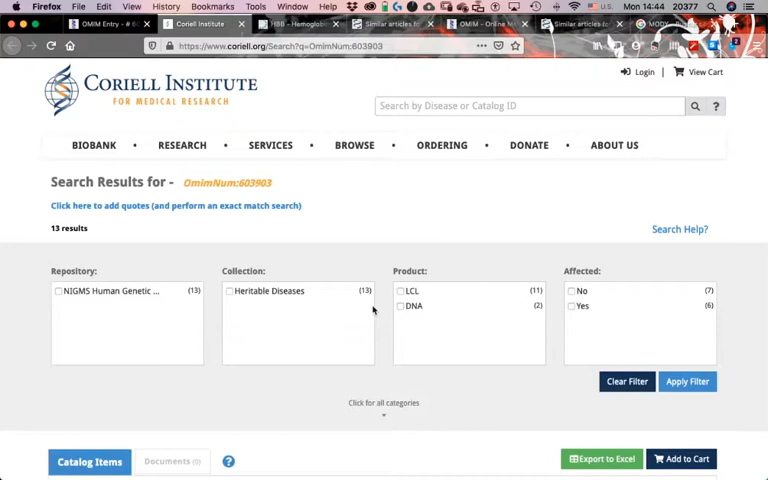 Firefox File Edit View History Bookmarks Tools Window Help Mon 14:44 20377
OMIM Entry - # 6 Coriell Institute HBB - Hemoglob Similar articles f OMIM - Online M Similar articles fo
https://www.coriell.org/Search?q=OmimNum:603903
CORIELL INSTITUTE
FOR MEDICAL RESEARCH
Login | View Cart
Search by Disease or Catalog ID ?
BIOBANK • RESEARCH • SERVICES • BROWSE • ORDERING • DONATE • ABOUT US
Search Results for - OmimNum:603903
Click here to add quotes (and perform an exact match search)
13 results
Search Help?
Repository: Collection: Product: Affected:
NIGMS Human Genetic ... (13) Heritable Diseases (13) LCL (11) No (7)
DNA (2) Yes (6)
Clear Filter Apply Filter
Click for all categories
Catalog Items Documents (0) ? Export to Excel Add to Cart